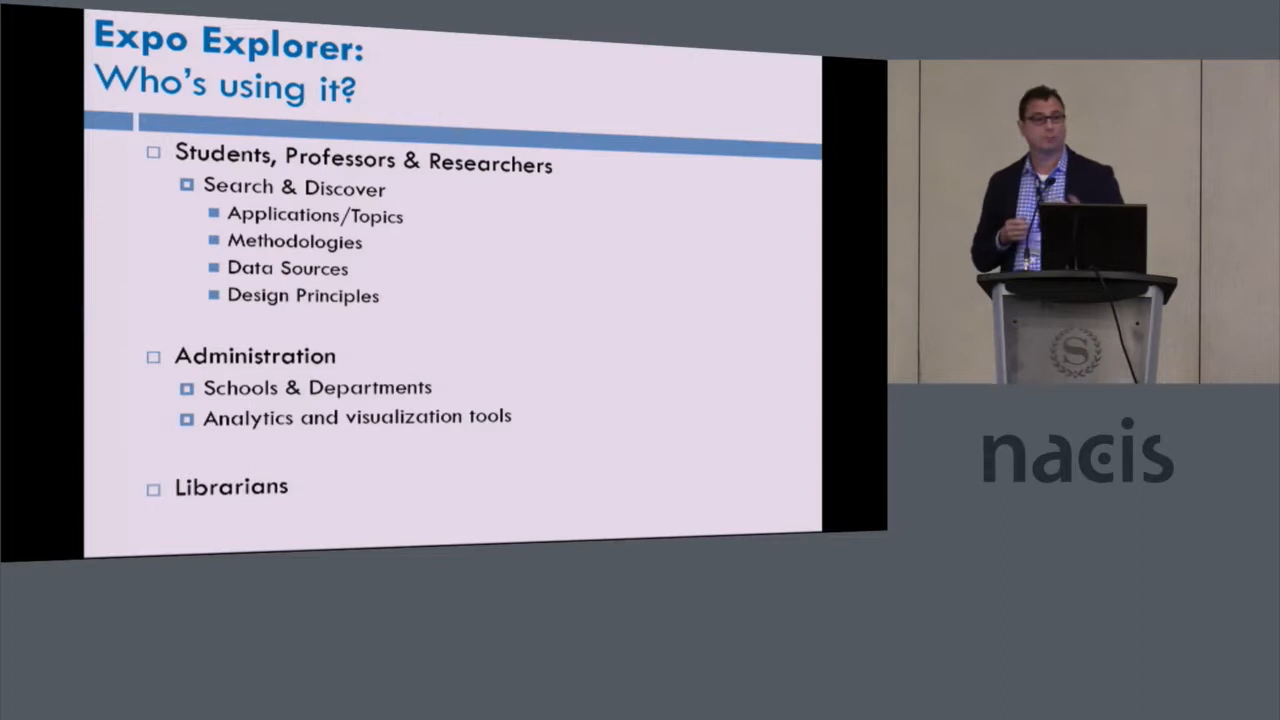 Expo Explorer:
Who's using it?
Students, Professors & Researchers
Search & Discover
Applications/Topics
Methodologies
Data Sources
Design Principles
Administration
Schools & Departments
Analytics and visualization tools
Librarians
S
nacis